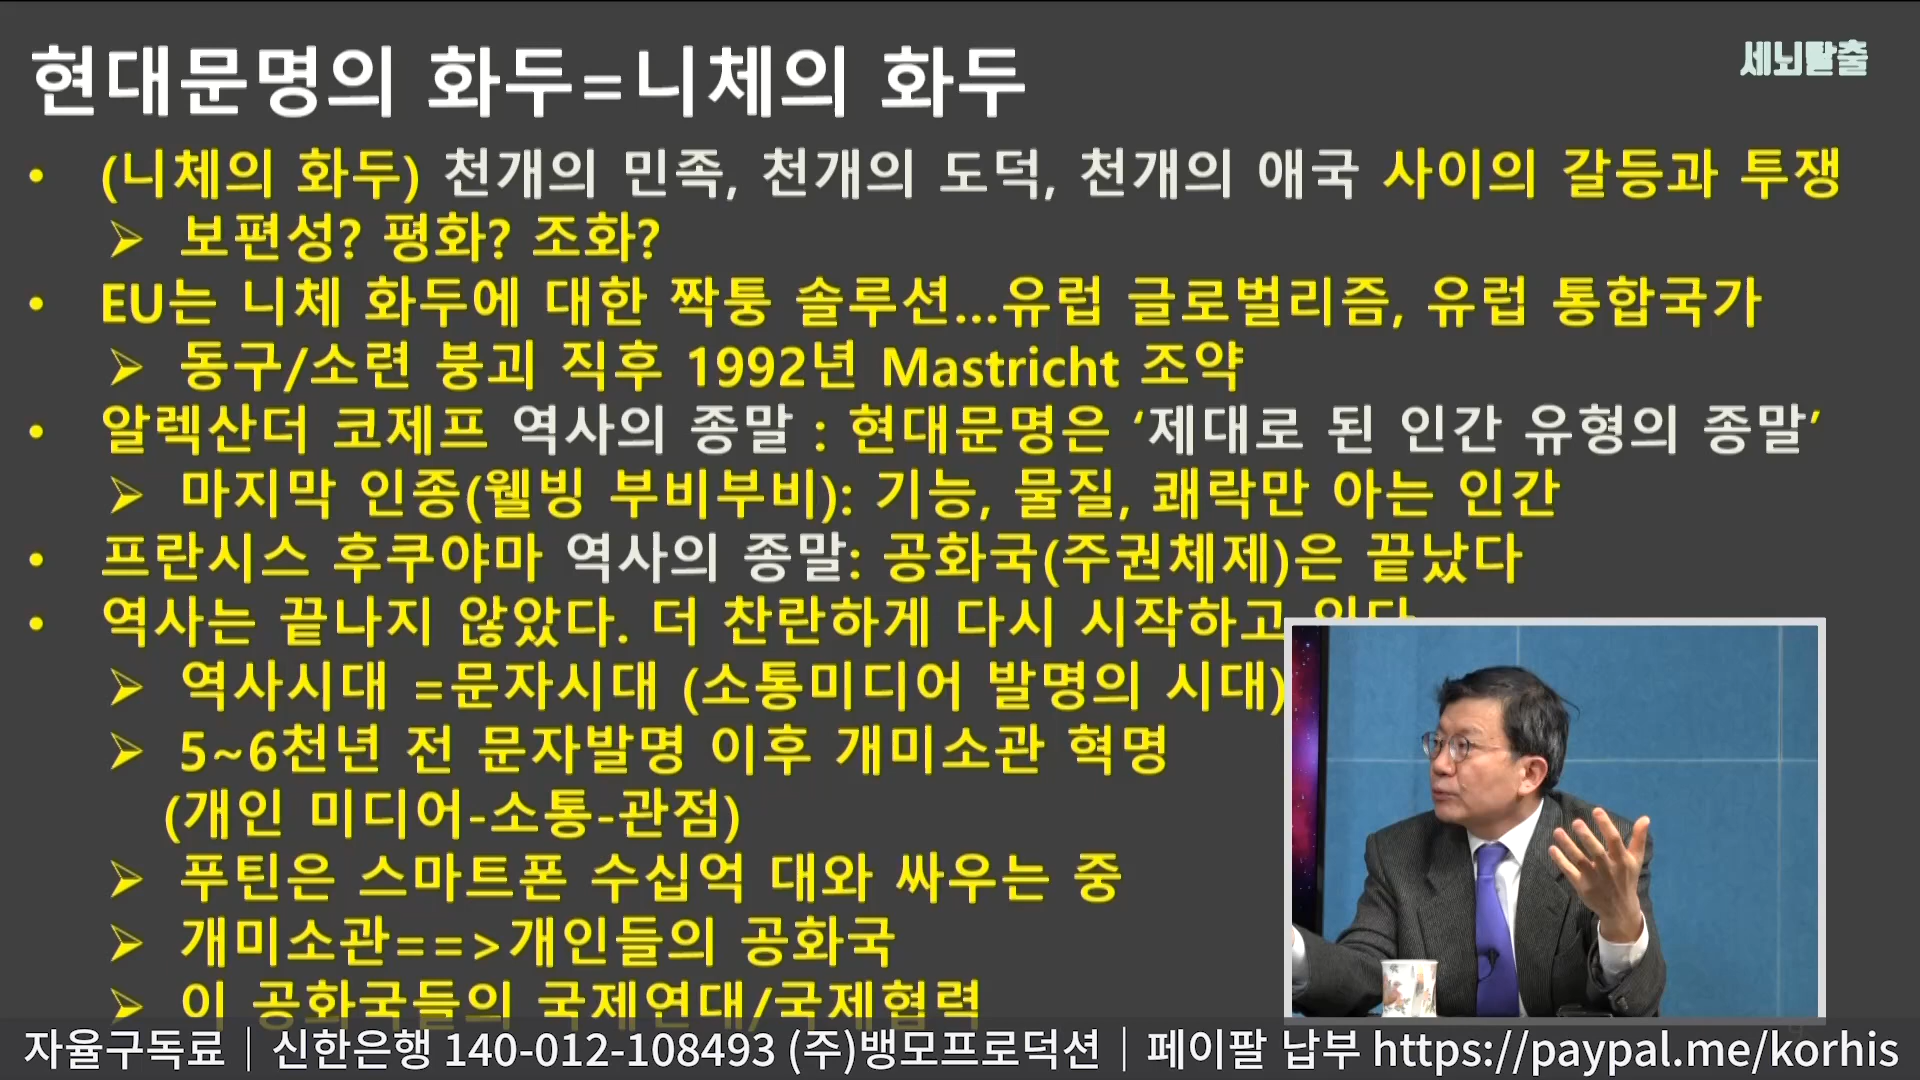 현대문명의 화두=니체의 화두
세뇌탈출
• (니체의 화두) 천개의 민족, 천개의 도덕, 천개의 애국 사이의 갈등과 투쟁
➢ 보편성? 평화? 조화?
• EU는 니체 화두에 대한 짝퉁 솔루션...유럽 글로벌리즘, 유럽 통합국가
➢ 동구/소련 붕괴 직후 1992년 Mastricht 조약
• 알렉산더 코제프 역사의 종말 : 현대문명은 ‘제대로 된 인간 유형의 종말’
➢ 마지막 인종(웰빙 부비부비): 기능, 물질, 쾌락만 아는 인간
• 프란시스 후쿠야마 역사의 종말: 공화국(주권체제)은 끝났다
• 역사는 끝나지 않았다. 더 찬란하게 다시 시작하고 있다
➢ 역사시대 =문자시대 (소통미디어 발명의 시대)
➢ 5~6천년 전 문자발명 이후 개미소관 혁명
(개인 미디어-소통-관점)
➢ 푸틴은 스마트폰 수십억 대와 싸우는 중
➢ 개미소관==>개인들의 공화국
➢ 이 공화국들의 국제연대/국제협력
자율구독료｜신한은행 140-012-108493 (주)뱅모프로덕션｜페이팔 납부 https://paypal.me/korhis